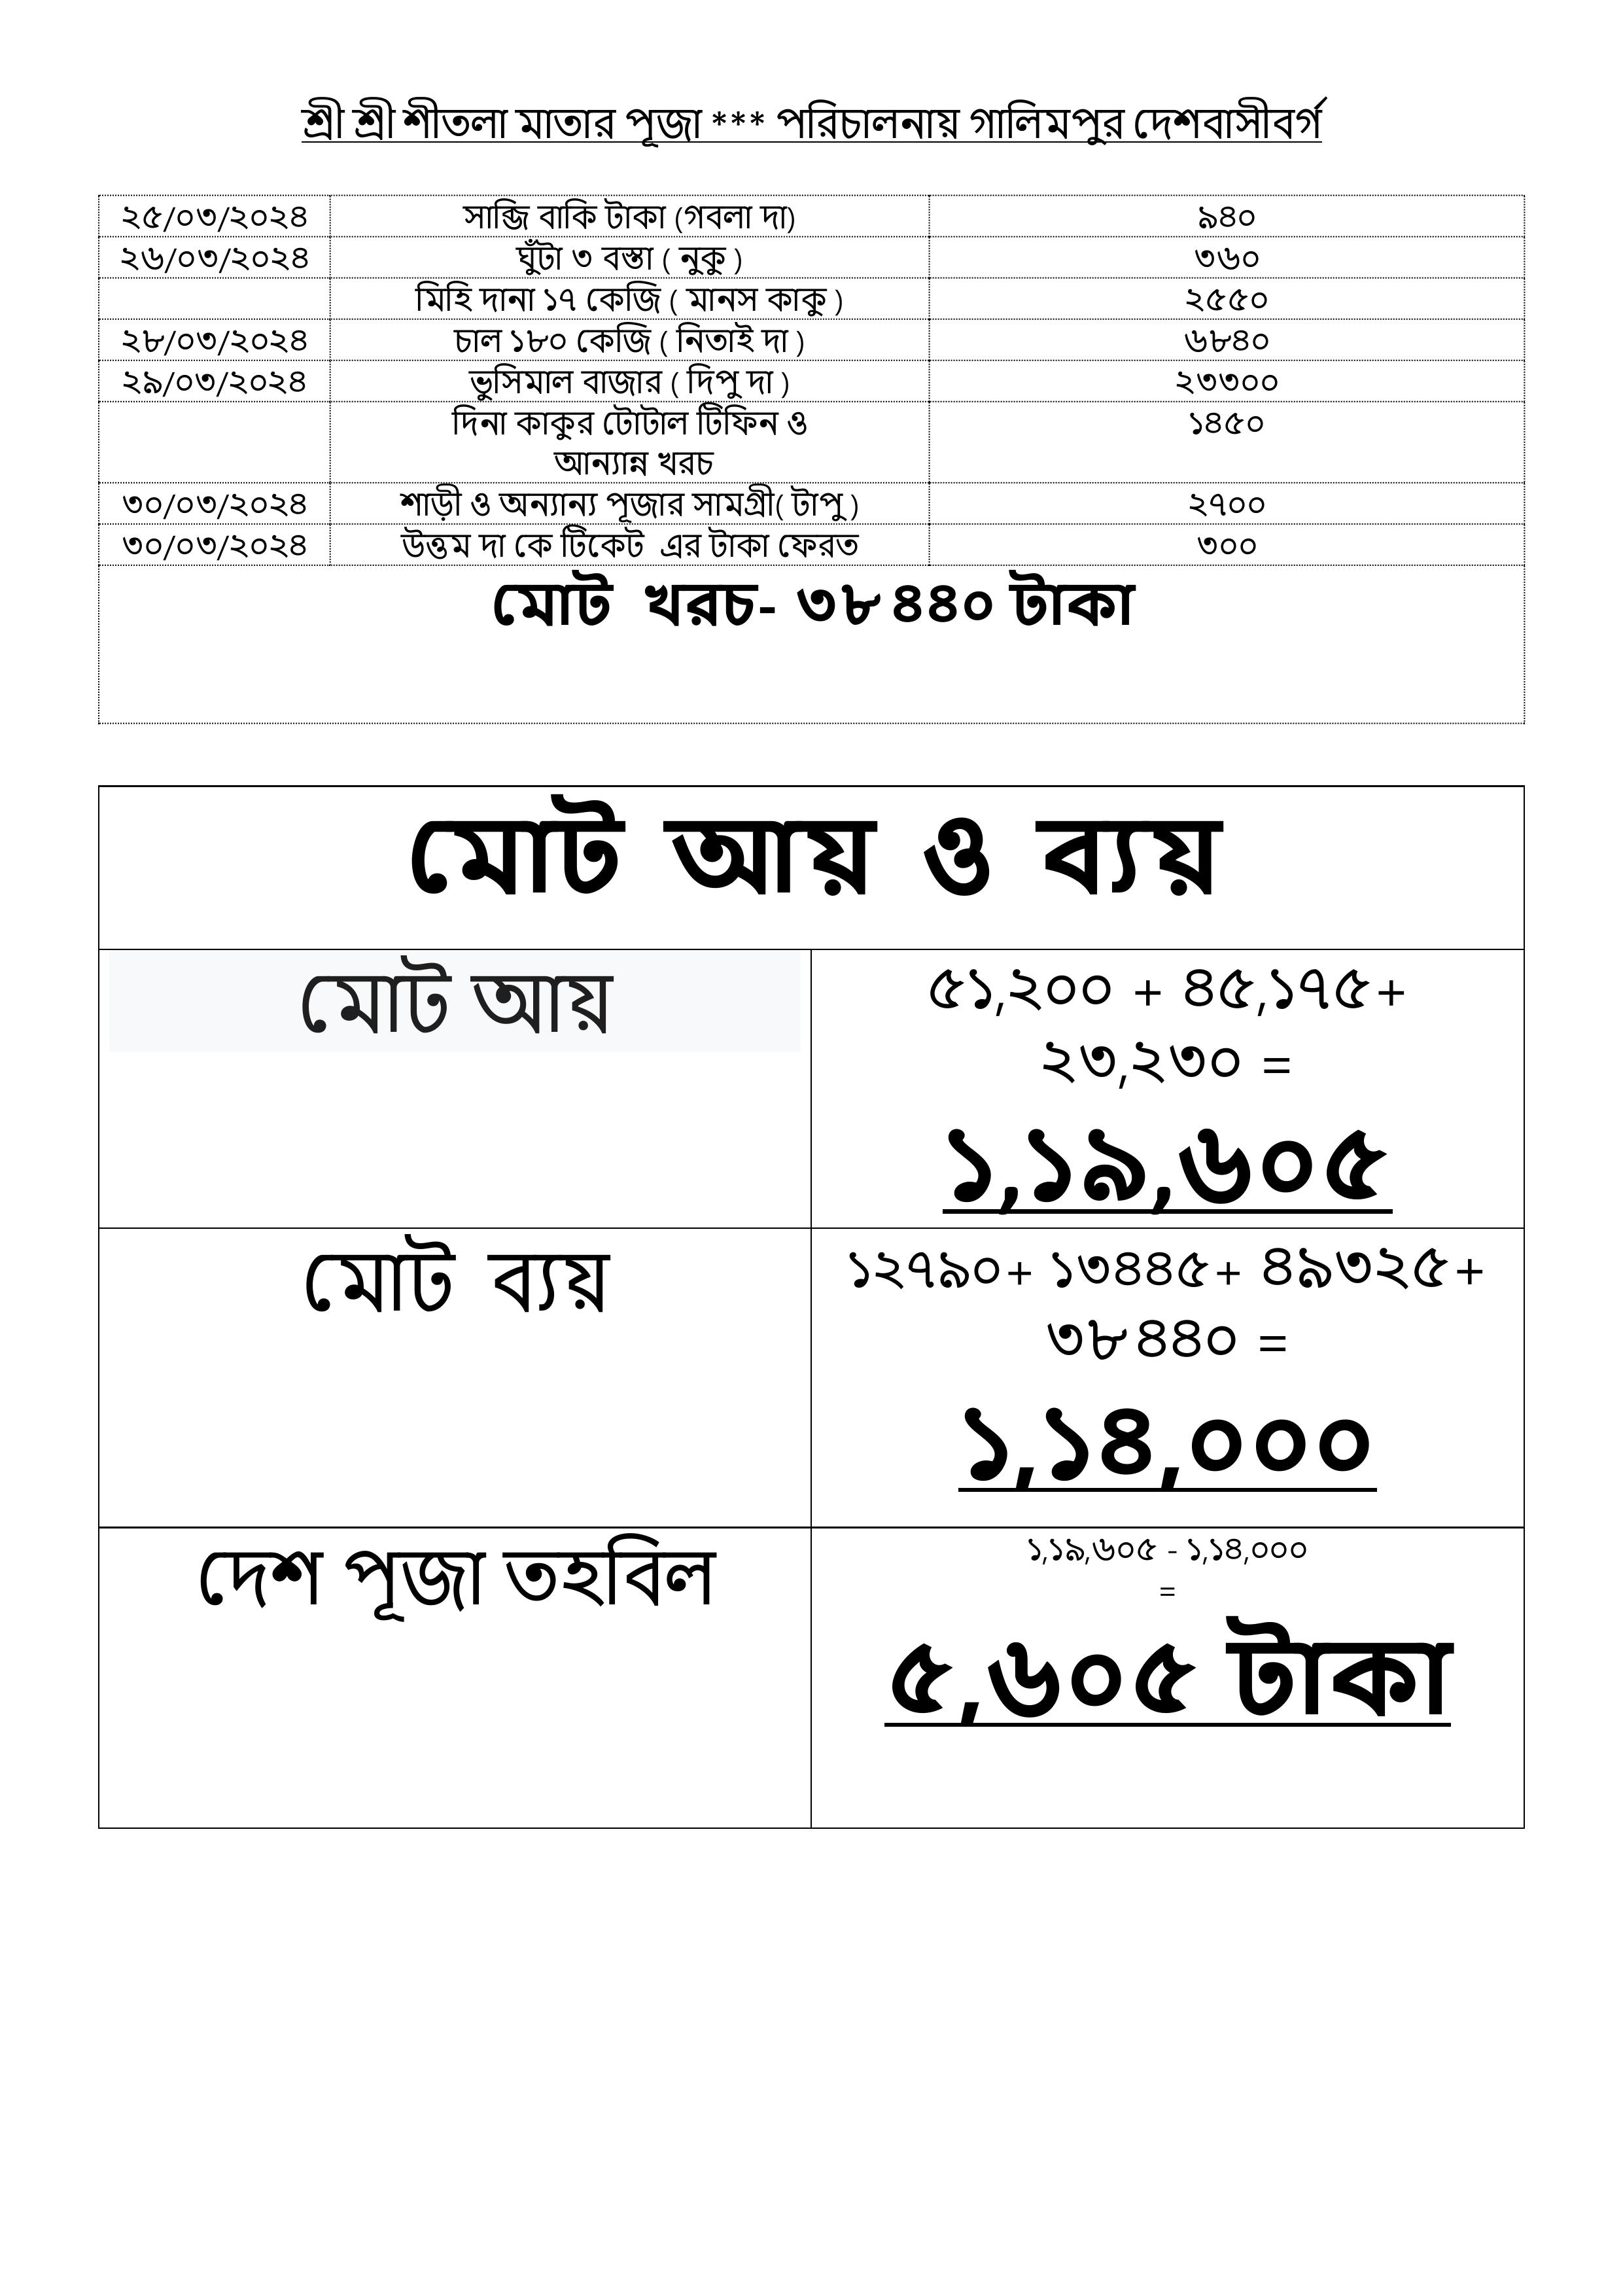 শ্রী শ্রী শীতলা মাতার পূজা *** পরিচালনায় গালিমপুর দেশবাসীবর্গ
২৫/০৩/২০২৪ সাব্জি বাকি টাকা (গবলা দা) ৯৪০
২৬/০৩/২০২৪ ঘুঁটা ৩ বস্তা ( নুকু ) ৩৬০
মিহি দানা ১৭ কেজি ( মানস কাকু ) ২৫৫০
২৮/০৩/২০২৪ চাল ১৮০ কেজি ( নিতাই দা ) ৬৮৪০
২৯/০৩/২০২৪ ভুসিমাল বাজার ( দিপু দা ) ২৩৩০০
দিনা কাকুর টোটাল টিফিন ও ১৪৫০
আন্যান্ন খরচ
৩০/০৩/২০২৪ শাড়ী ও অন্যান্য পূজার সামগ্রী( টাপু ) ২৭০০
৩০/০৩/২০২৪ উত্তম দা কে টিকেট এর টাকা ফেরত ৩০০
মোট খরচ- ৩৮৪৪০ টাকা
মোট আয় ও ব্যয়
মোট আয় ৫১,২০০ + ৪৫,১৭৫+
২৩,২৩০ =
১,১৯,৬০৫
মোট ব্যয় ১২৭৯০+ ১৩৪৪৫+ ৪৯৩২৫+
৩৮৪৪০ =
১,১৪,০০০
দেশ পূজা তহবিল ১,১৯,৬০৫ - ১,১৪,০০০
=
৫,৬০৫ টাকা